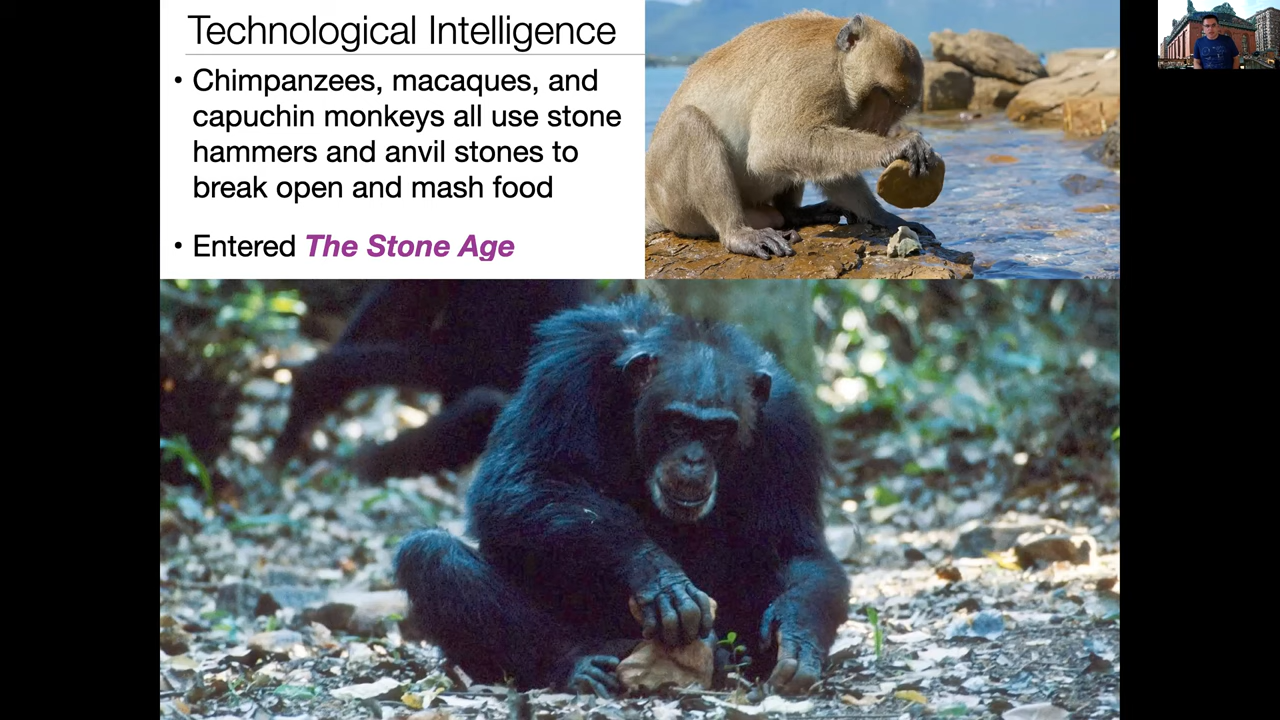 Technological Intelligence
• Chimpanzees, macaques, and
capuchin monkeys all use stone
hammers and anvil stones to
break open and mash food
• Entered The Stone Age